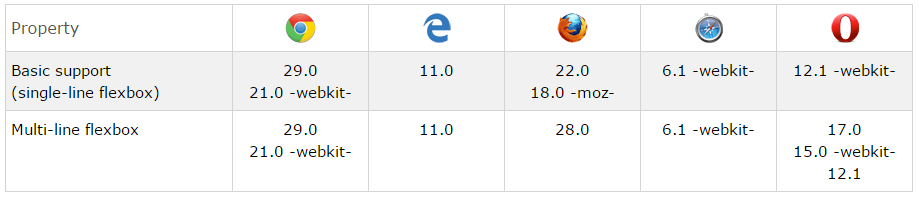 Property
Basic support
(single-line flexbox)
29.0
21.0 -webkit-
11.0
22.0
18.0 -moz-
6.1 -webkit-
12.1 -webkit-
Multi-line flexbox
29.0
21.0 -webkit-
11.0
28.0
6.1 -webkit-
17.0
15.0 -webkit-
12.1